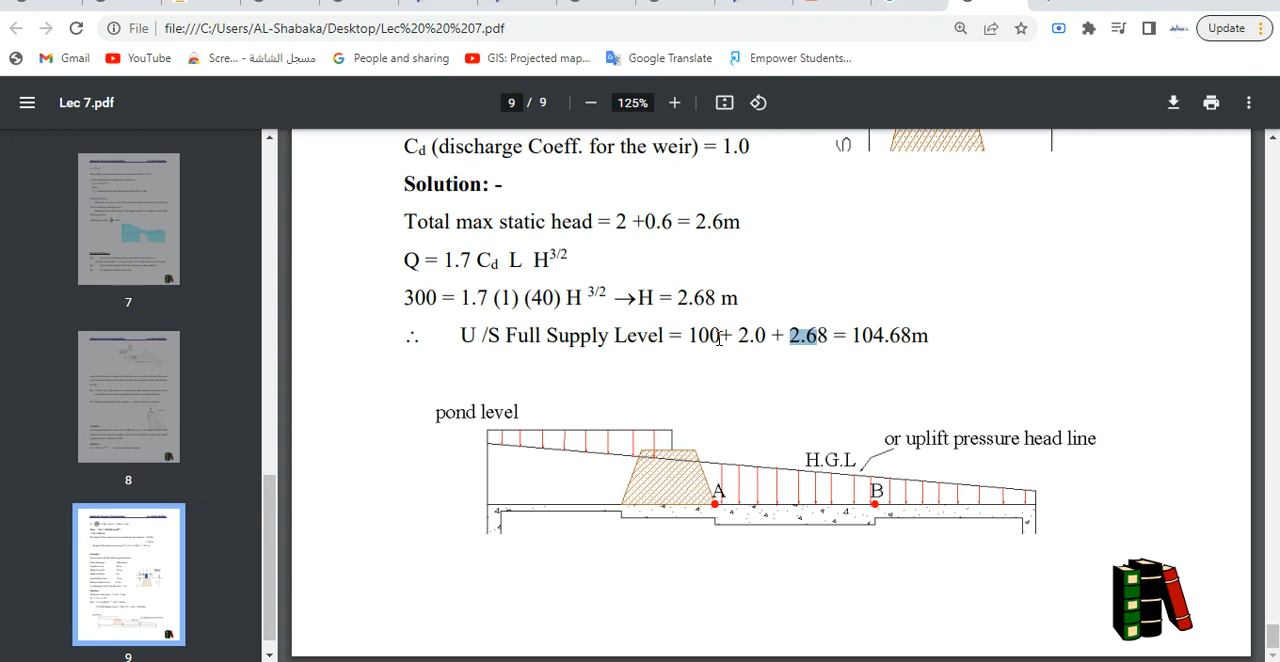 File | file:///C:/Users/AL-Shabaka/Desktop/Lec%20%20%207.pdf
Update
Gmail
YouTube
Scre... - مسجل الشاشة
People and sharing
GIS: Projected map...
Google Translate
Empower Students...
Lec 7.pdf
9 / 9
125%
7
8
9
Cd (discharge Coeff. for the weir) = 1.0
Solution: -
Total max static head = 2 +0.6 = 2.6m
Q = 1.7 Cd L H3/2
300 = 1.7 (1) (40) H 3/2 →H = 2.68 m
∴ U /S Full Supply Level = 100+ 2.0 + 2.68 = 104.68m
pond level
or uplift pressure head line
H.G.L
A
B